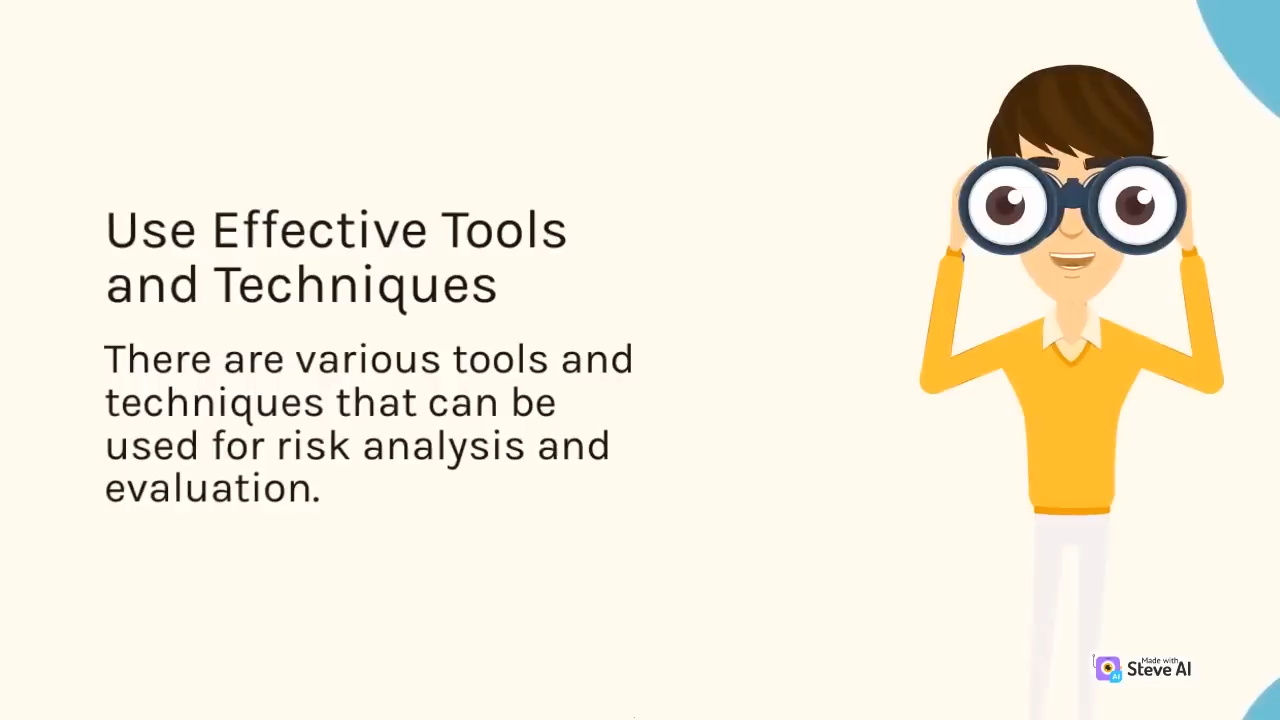 Use Effective Tools
and Techniques
There are various tools and
techniques that can be
used for risk analysis and
evaluation.
Made with
Steve AI
AI